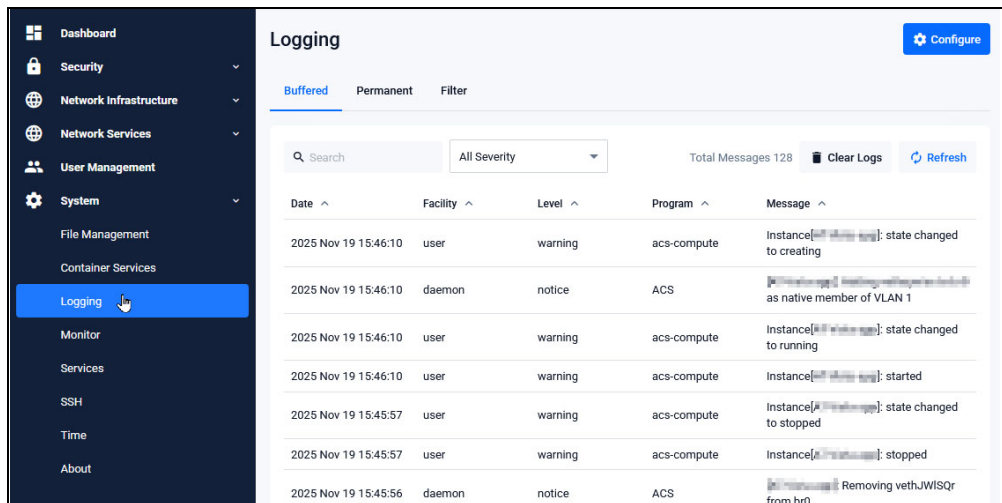 Dashboard
Security
Network Infrastructure
Network Services
User Management
System
File Management
Container Services
Logging
Monitor
Services
SSH
Time
About
Logging
Configure
Buffered Permanent Filter
Search All Severity Total Messages 128 Clear Logs Refresh
Date Facility Level Program Message
2025 Nov 19 15:46:10 user warning acs-compute Instance[ ]: state changed
to creating
2025 Nov 19 15:46:10 daemon notice ACS
as native member of VLAN 1
2025 Nov 19 15:46:10 user warning acs-compute Instance[ ]: state changed
to running
2025 Nov 19 15:46:10 user warning acs-compute Instance[ ]: started
2025 Nov 19 15:45:57 user warning acs-compute Instance[ ]: state changed
to stopped
2025 Nov 19 15:45:57 user warning acs-compute Instance[ ]: stopped
2025 Nov 19 15:45:56 daemon notice ACS Removing vethJWlSQr
from br0